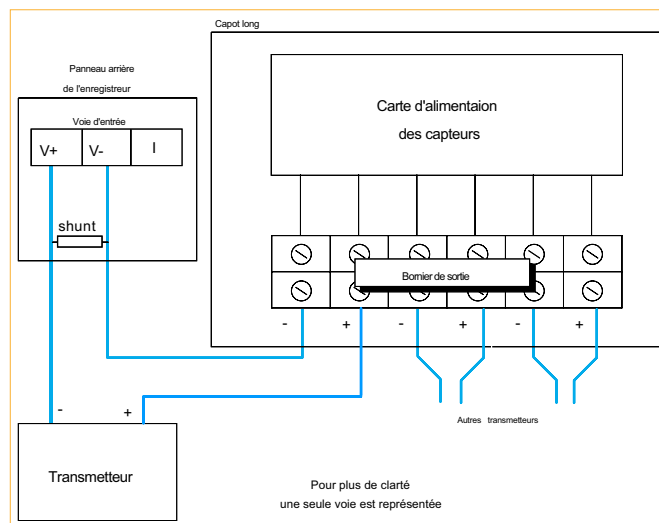 Capot long
Panneau arrière
de l'enregistreur
Voie d'entrée
V+ V- I
shunt
Carte d'alimentaion
des capteurs
Bornier de sortie
- + - + - +
Autres transmetteurs
- +
Transmetteur
Pour plus de clarté
une seule voie est représentée